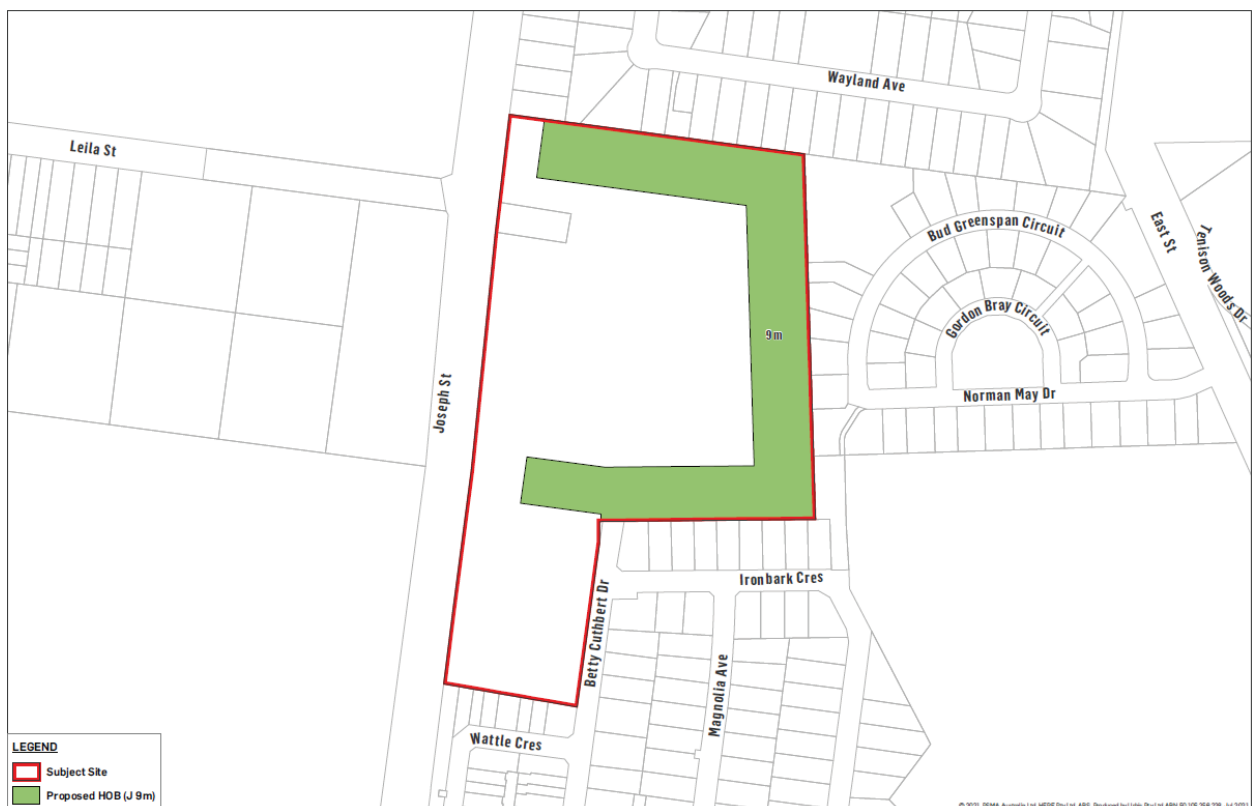 Wayland Ave
Leila St
Bud Greenspan Circuit
East St
Tenison Woods Dr
Gordon Bray Circuit
9m
Joseph St
Norman May Dr
Ironbark Cres
Betty Cuthbert Dr
Magnolia Ave
Wattle Cres
LEGEND
Subject Site
Proposed HOB (J 9m)